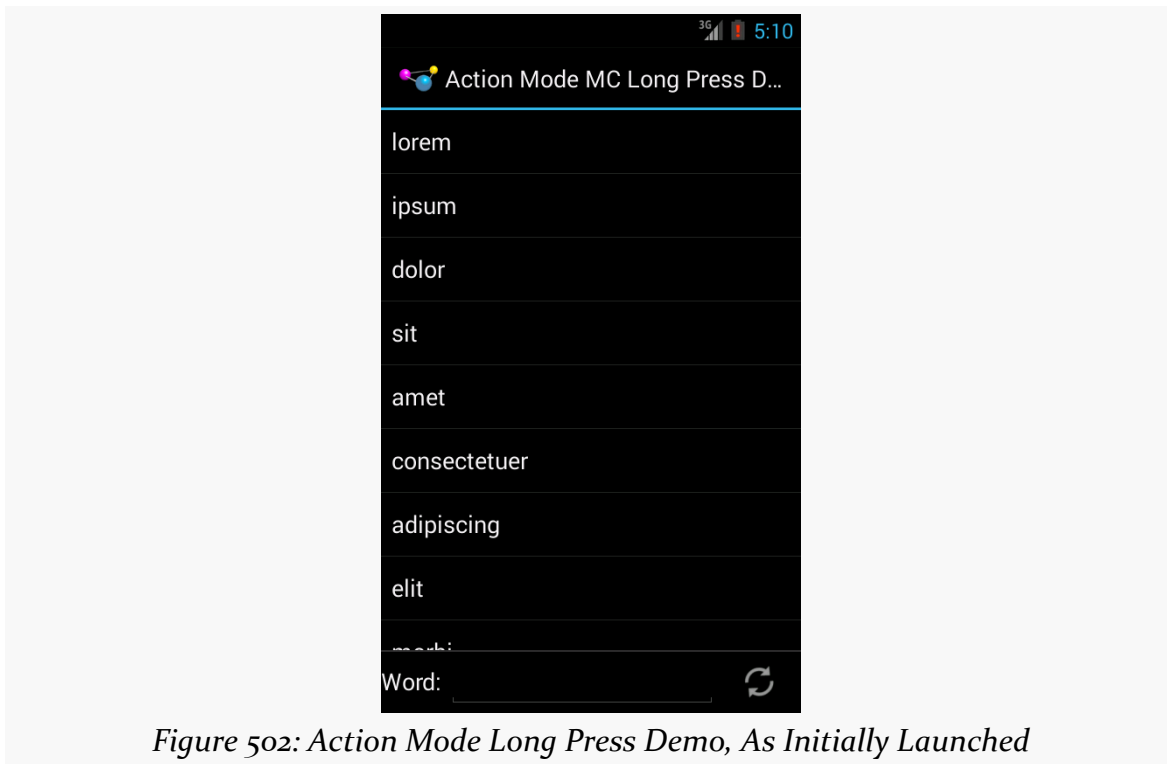 3G 5:10
Action Mode MC Long Press D...
lorem
ipsum
dolor
sit
amet
consectetuer
adipiscing
elit
morbi
Word:
Figure 502: Action Mode Long Press Demo, As Initially Launched